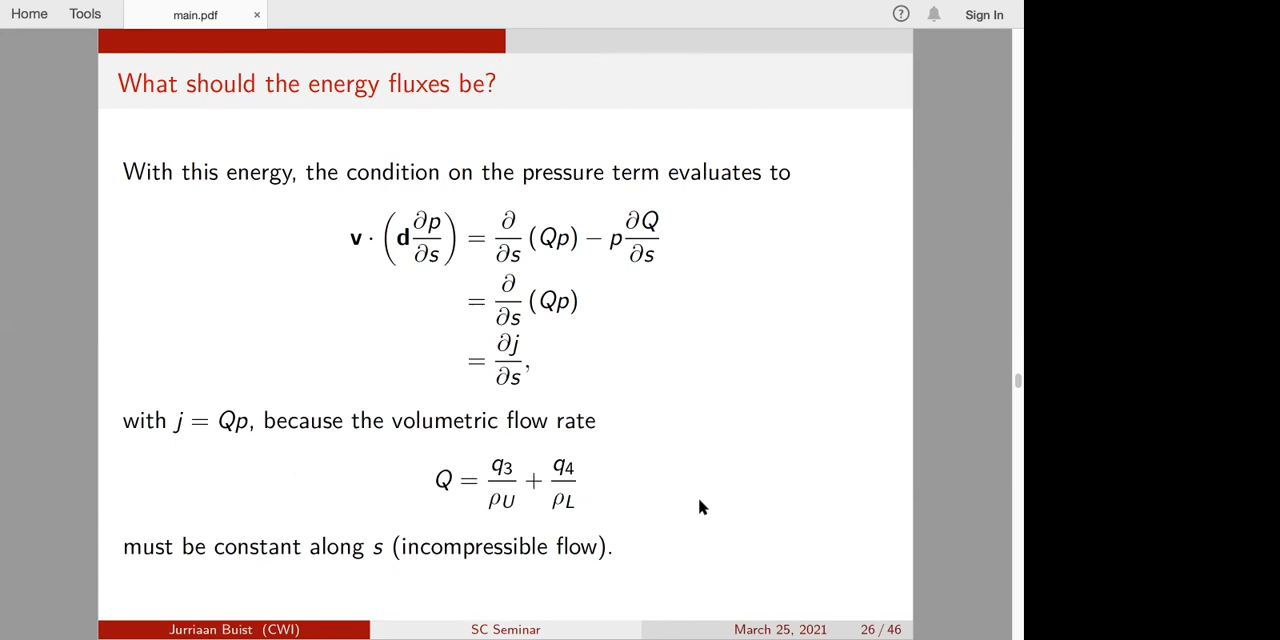 Home Tools main.pdf × ? Sign In
What should the energy fluxes be?
With this energy, the condition on the pressure term evaluates to
v · (d ∂p/∂s) = ∂/∂s (Qp) − p ∂Q/∂s
= ∂/∂s (Qp)
= ∂j/∂s,
with j = Qp, because the volumetric flow rate
Q = q₃/ρ_U + q₄/ρ_L
must be constant along s (incompressible flow).
Jurriaan Buist (CWI) SC Seminar March 25, 2021 26 / 46